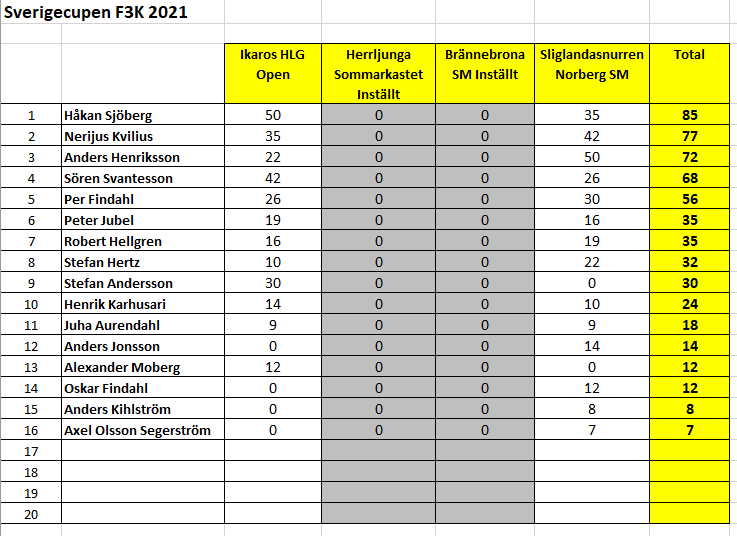 Sverigecupen F3K 2021
Ikaros HLG Open Herrljunga Sommarkastet Inställt Brännebrona SM Inställt Sliglandasnurren Norberg SM Total
1 Håkan Sjöberg 50 0 0 35 85
2 Nerijus Kvilius 35 0 0 42 77
3 Anders Henriksson 22 0 0 50 72
4 Sören Svantesson 42 0 0 26 68
5 Per Findahl 26 0 0 30 56
6 Peter Jubel 19 0 0 16 35
7 Robert Hellgren 16 0 0 19 35
8 Stefan Hertz 10 0 0 22 32
9 Stefan Andersson 30 0 0 0 30
10 Henrik Karhusari 14 0 0 10 24
11 Juha Aurendahl 9 0 0 9 18
12 Anders Jonsson 0 0 0 14 14
13 Alexander Moberg 12 0 0 0 12
14 Oskar Findahl 0 0 0 12 12
15 Anders Kihlström 0 0 0 8 8
16 Axel Olsson Segerström 0 0 0 7 7
17
18
19
20